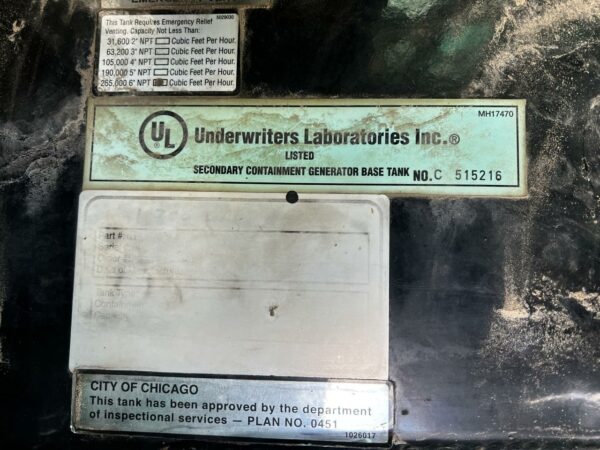 This Tank Requires Emergency Relief
5029030
Venting, Capacity Not Less Than:
31,600 2" NPT Cubic Feet Per Hour.
63,200 3" NPT Cubic Feet Per Hour.
105,000 4" NPT Cubic Feet Per Hour.
190,000 5" NPT Cubic Feet Per Hour.
265,000 6" NPT Cubic Feet Per Hour.
MH17470
UL
Underwriters Laboratories Inc.®
LISTED
SECONDARY CONTAINMENT GENERATOR BASE TANK NO. C 515216
Part #:
Tank Type
CITY OF CHICAGO
This tank has been approved by the department
of inspectional services — PLAN NO. 0451
1026017